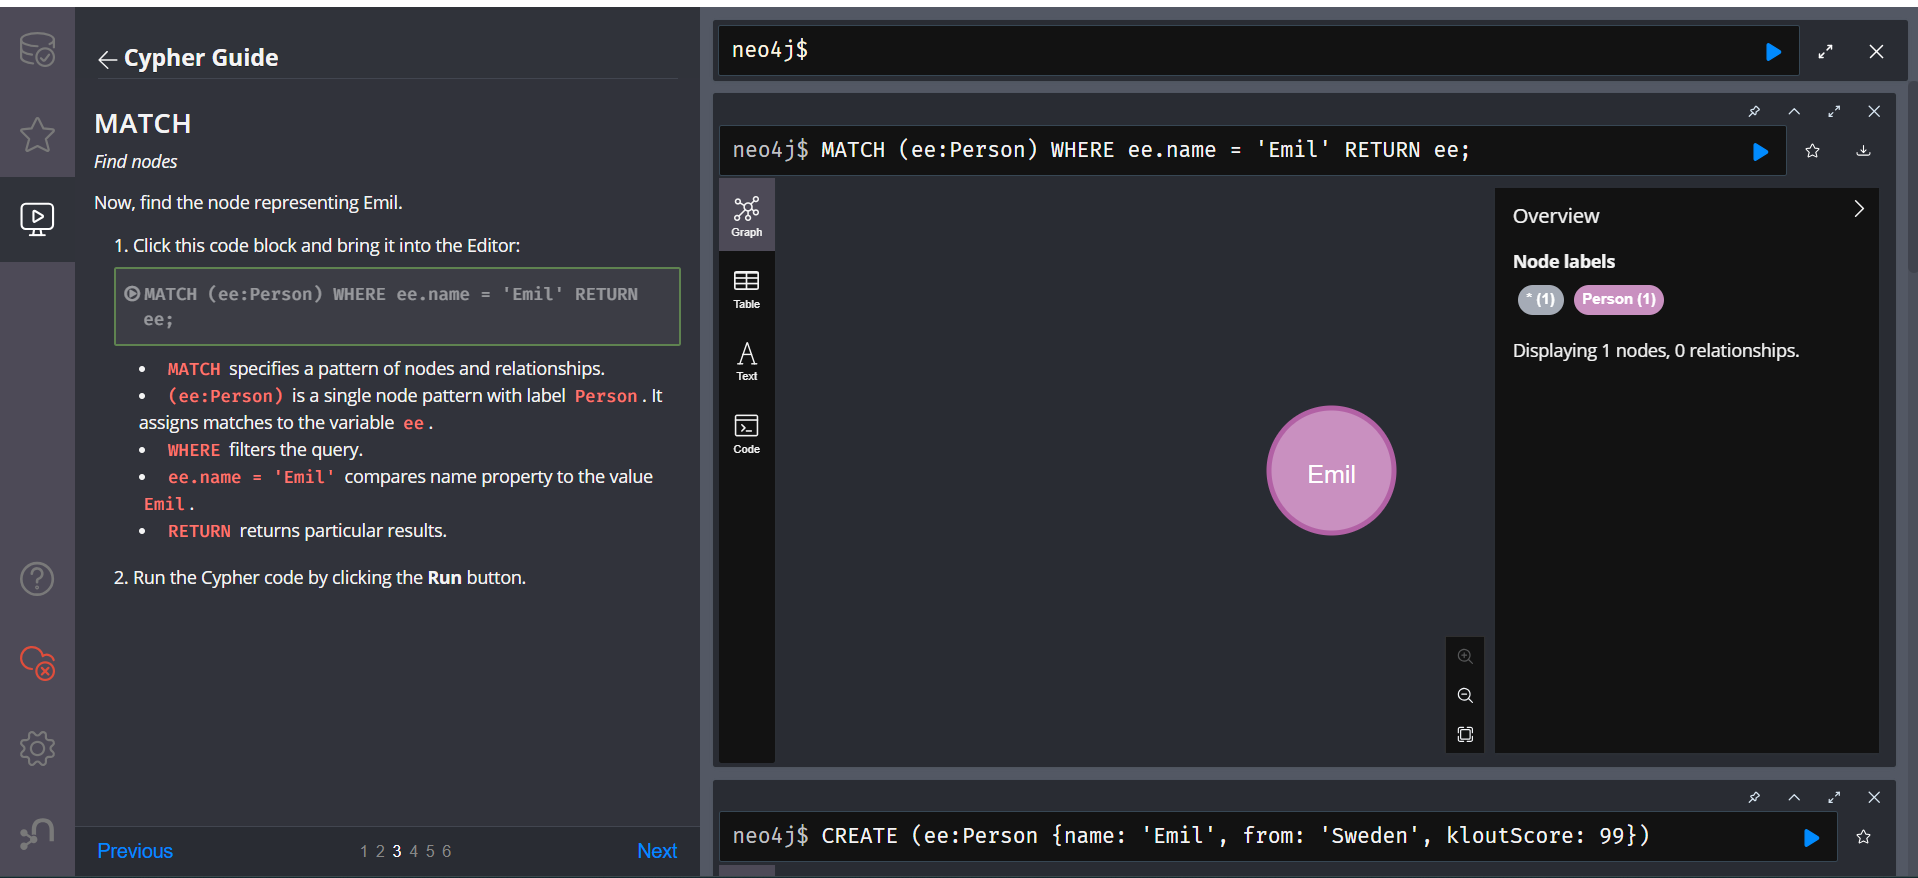 Cypher Guide
MATCH
Find nodes
Now, find the node representing Emil.
1. Click this code block and bring it into the Editor:
MATCH (ee:Person) WHERE ee.name = 'Emil' RETURN
ee;
• MATCH specifies a pattern of nodes and relationships.
• (ee:Person) is a single node pattern with label Person. It
assigns matches to the variable ee.
• WHERE filters the query.
• ee.name = 'Emil' compares name property to the value
Emil.
• RETURN returns particular results.
2. Run the Cypher code by clicking the Run button.
Previous
1 2 3 4 5 6
Next
neo4j$
neo4j$ MATCH (ee:Person) WHERE ee.name = 'Emil' RETURN ee;
Graph
Table
Text
Code
Emil
Overview
Node labels
* (1) Person (1)
Displaying 1 nodes, 0 relationships.
neo4j$ CREATE (ee:Person {name: 'Emil', from: 'Sweden', kloutScore: 99})